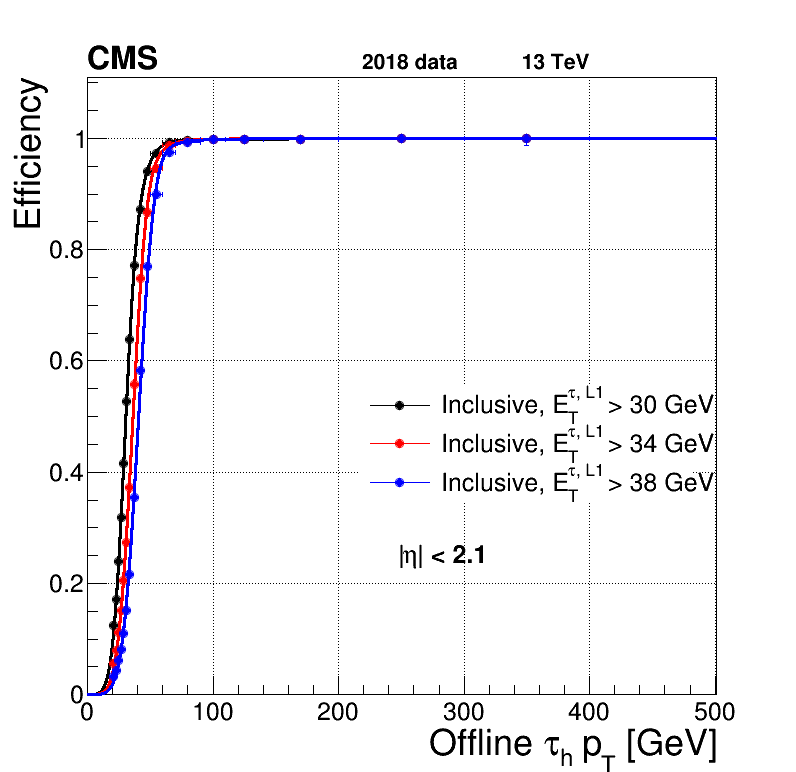 CMS 2018 data 13 TeV
Efficiency
1
0.8
0.6
0.4
0.2
0
Inclusive, E_T^{τ, L1} > 30 GeV
Inclusive, E_T^{τ, L1} > 34 GeV
Inclusive, E_T^{τ, L1} > 38 GeV
|η| < 2.1
0 100 200 300 400 500
Offline τ_h p_T [GeV]